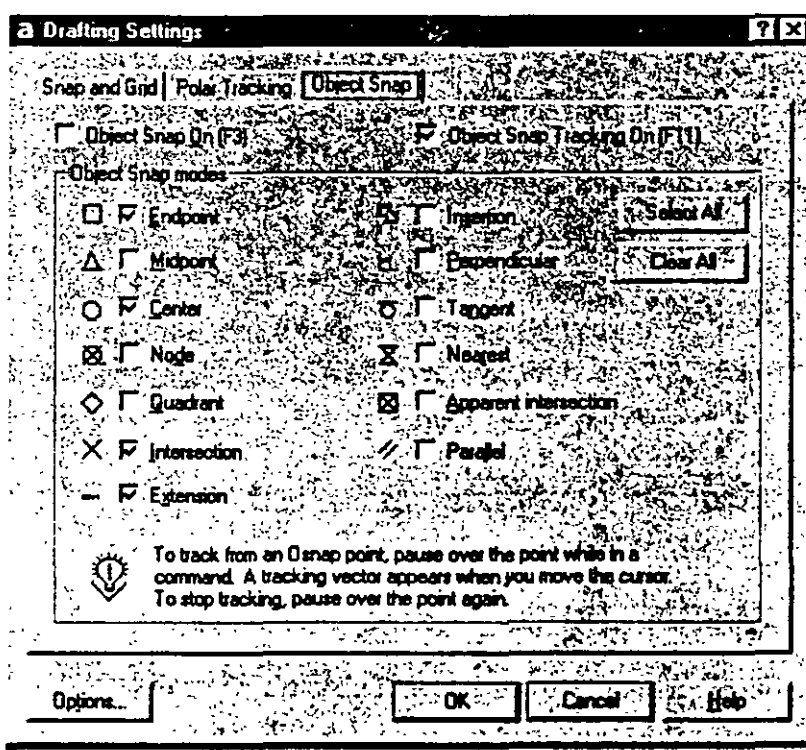 a Drafting Settings ? X
Snap and Grid Polar Tracking Object Snap
Object Snap On (F3) Object Snap Tracking On (F11)
Object Snap modes
Endpoint Insertion Select All
Midpoint Perpendicular Clear All
Center Tangent
Node Nearest
Quadrant Apparent intersection
Intersection Parallel
Extension
To track from an Osnap point, pause over the point while in a
command. A tracking vector appears when you move the cursor.
To stop tracking, pause over the point again.
Options... OK Cancel Help